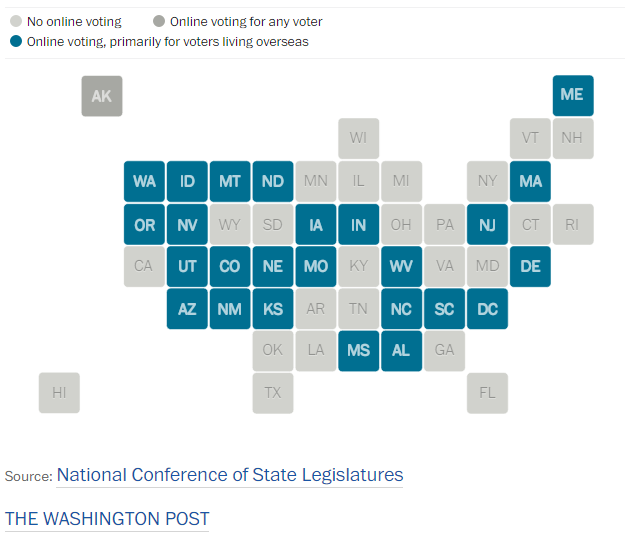 No online voting Online voting for any voter
Online voting, primarily for voters living overseas
AK ME
WI VT NH
WA ID MT ND MN IL MI NY MA
OR NV WY SD IA IN OH PA NJ CT RI
CA UT CO NE MO KY WV VA MD DE
AZ NM KS AR TN NC SC DC
OK LA MS AL GA
HI TX FL
Source: National Conference of State Legislatures
THE WASHINGTON POST